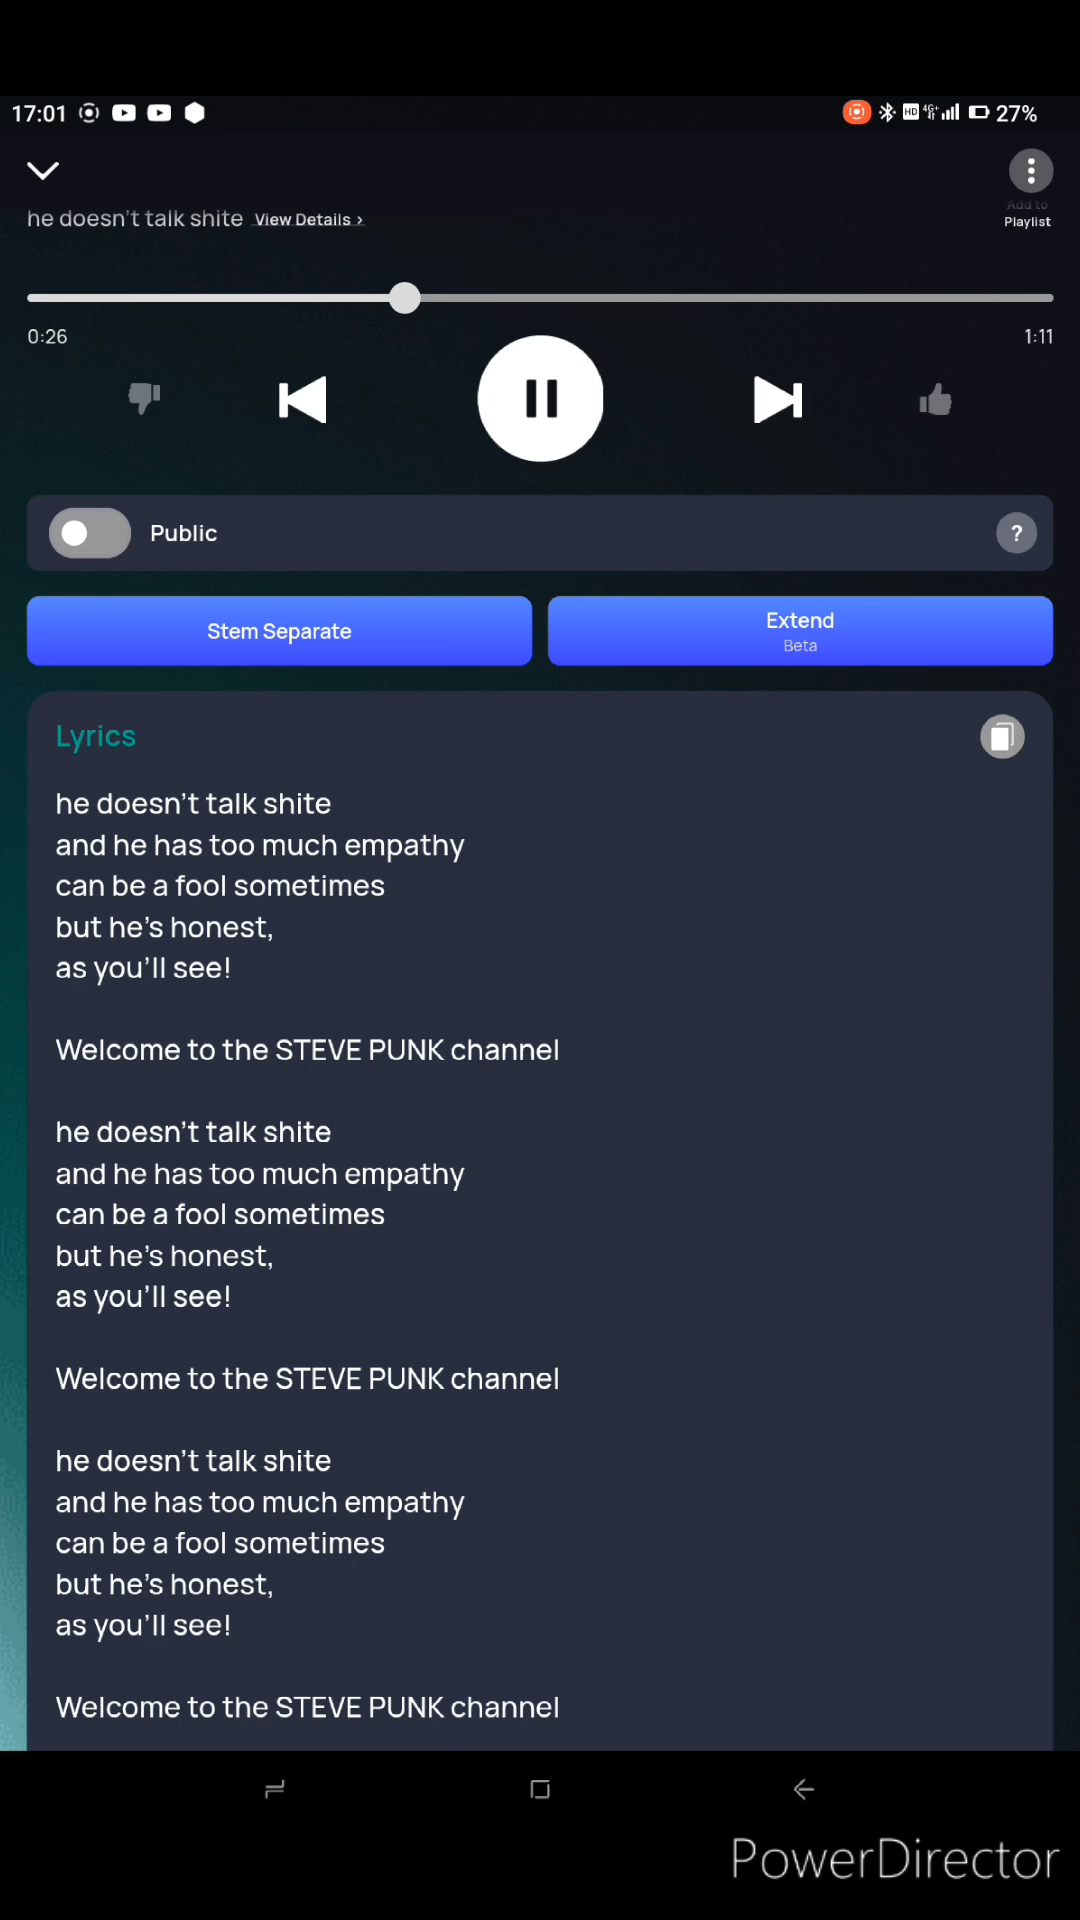 17:01
HD 4G+ 27%
Add to
he doesn't talk shite View Details >
Playlist
0:26
1:11
Public
?
Stem Separate
Extend
Beta
Lyrics
he doesn't talk shite
and he has too much empathy
can be a fool sometimes
but he's honest,
as you'll see!
Welcome to the STEVE PUNK channel
he doesn't talk shite
and he has too much empathy
can be a fool sometimes
but he's honest,
as you'll see!
Welcome to the STEVE PUNK channel
he doesn't talk shite
and he has too much empathy
can be a fool sometimes
but he's honest,
as you'll see!
Welcome to the STEVE PUNK channel
PowerDirector